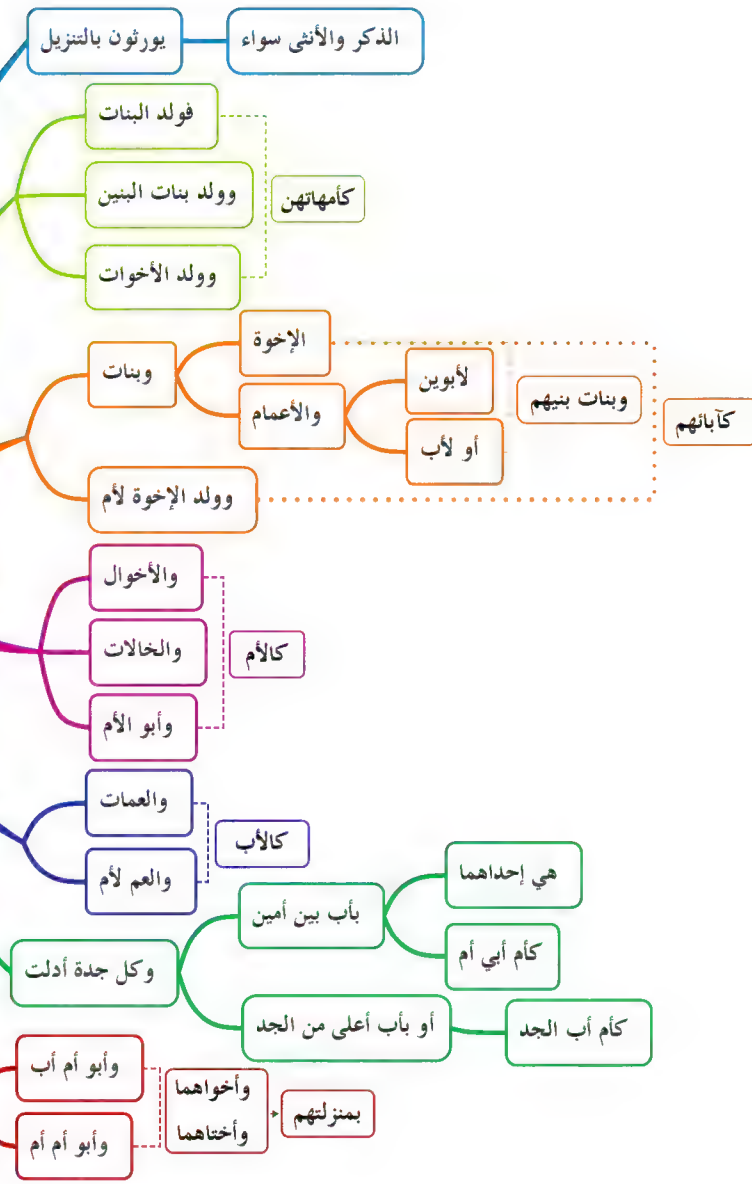 يورثون بالتنزيل
الذكر والأنثى سواء
فولد البنات
وولد بنات البنين
وولد الأخوات
كأمهاتهن
وبنات
الإخوة
والأعمام
لأبوين
أو لأب
وبنات بنيهم
وولد الإخوة لأم
كآبائهم
والأخوال
والخالات
وأبو الأم
كالأم
والعمات
والعم لأم
كالأب
وكل جدة أدلت
بأب بين أمين
هي إحداهما
كأم أبي أم
أو بأب أعلى من الجد
كأم أب الجد
وأبو أم أب
وأبو أم أم
وأخواهما
وأختاهما
بمنزلتهم